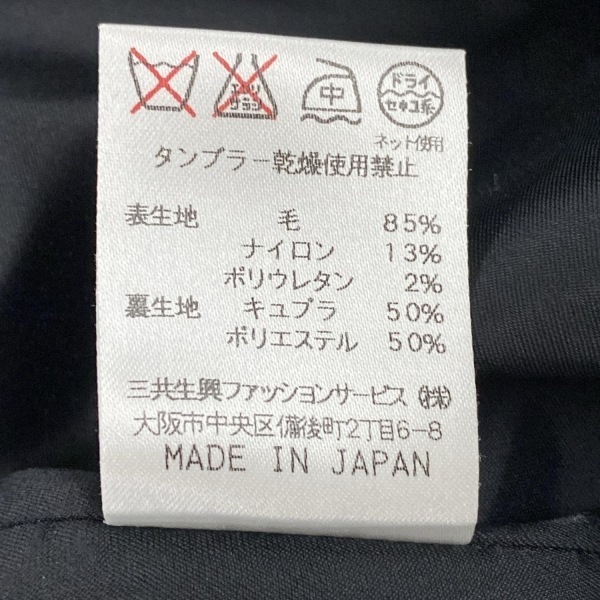 エンソ サラシ 中 ドライ セキユ系
ネット使用
タンブラー乾燥使用禁止
表生地 毛 85%
ナイロン 13%
ポリウレタン 2%
裏生地 キュプラ 50%
ポリエステル 50%
三共生興ファッションサービス(株)
大阪市中央区備後町2丁目6-8
MADE IN JAPAN